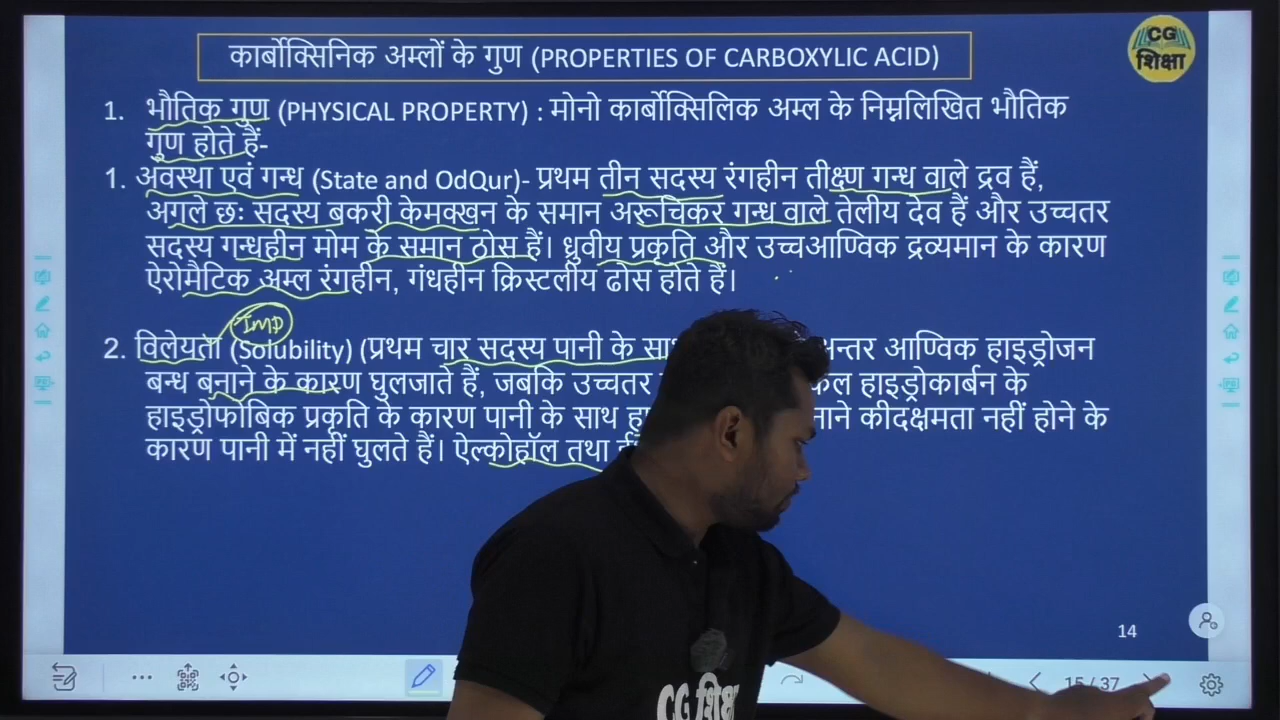 कार्बोक्सिनिक अम्लों के गुण (PROPERTIES OF CARBOXYLIC ACID)
CG
शिक्षा
1. भौतिक गुण (PHYSICAL PROPERTY) : मोनो कार्बोक्सिलिक अम्ल के निम्नलिखित भौतिक
गुण होते हैं-
1. अवस्था एवं गन्ध (State and OdQur)- प्रथम तीन सदस्य रंगहीन तीक्ष्ण गन्ध वाले द्रव हैं,
अगले छः सदस्य बकरी केमक्खन के समान अरूचिकर गन्ध वाले तेलीय देव हैं और उच्चतर
सदस्य गन्धहीन मोम के समान ठोस हैं। ध्रुवीय प्रकृति और उच्चआण्विक द्रव्यमान के कारण
ऐरोमैटिक अम्ल रंगहीन, गंधहीन क्रिस्टलीय ढोस होते हैं।
IMP
2. विलेयता (Solubility) (प्रथम चार सदस्य पानी के अन्तर आण्विक हाइड्रोजन
बन्ध बनाने के कारण घुलजाते हैं, जबकि उच्चतर हाइड्रोकार्बन के
हाइड्रोफोबिक प्रकृति के कारण पानी के साथ कीदक्षमता नहीं होने के
कारण पानी में नहीं घुलते हैं। ऐल्कोहॉल तथा
14
15 / 37
CG शिक्षा